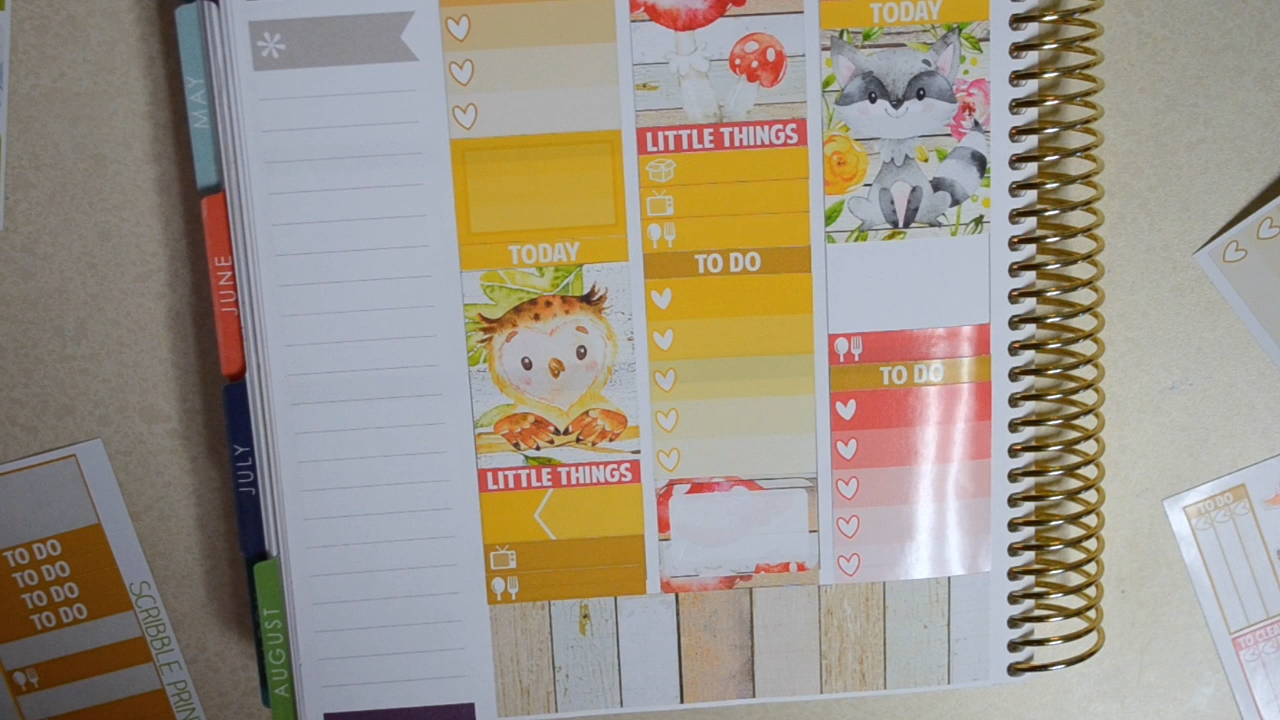 MAY
JUNE
JULY
AUGUST
TODAY
LITTLE THINGS
LITTLE THINGS
TO DO
TODAY
TO DO
TO DO
TO DO
TO DO
TO DO
SCRIBBLE PRIN
TO DO